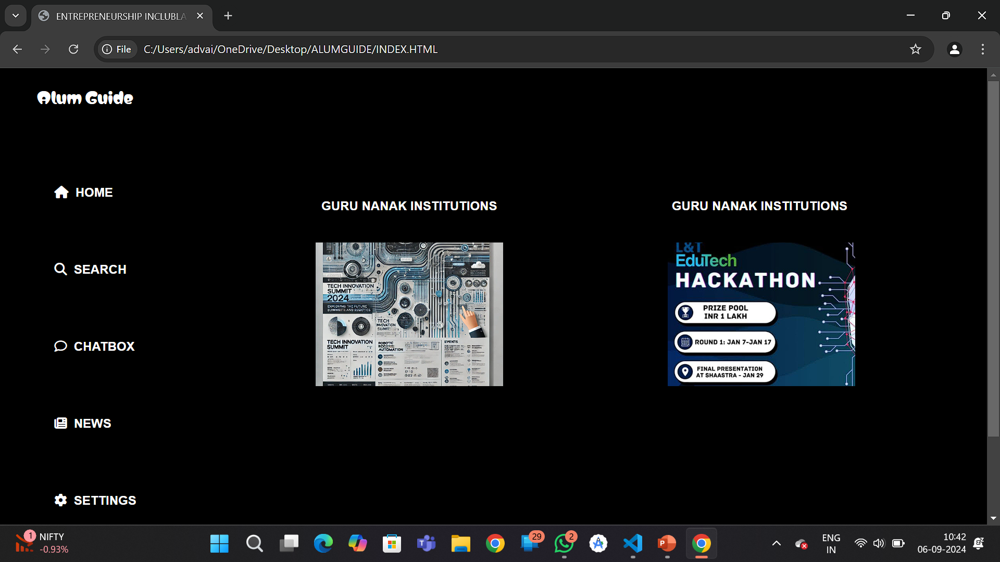 ENTREPRENEURSHIP INCLUBLA
File
C:/Users/advai/OneDrive/Desktop/ALUMGUIDE/INDEX.HTML
Alum Guide
HOME
SEARCH
CHATBOX
NEWS
SETTINGS
GURU NANAK INSTITUTIONS
TECH INNOVATION
SUMMIT
2024
EXPLORING THE FUTURE
AND ROBOTICS
TECH
INNOVATION
TECH INNOVATION
SUMMIT
ROBOTIC
AUTOMATION
EVENTS
GURU NANAK INSTITUTIONS
L&T
EduTech
HACKATHON
PRIZE POOL
INR 1 LAKH
ROUND 1: JAN 7-JAN 17
FINAL PRESENTATION
AT SHAASTRA - JAN 29
1
NIFTY
-0.93%
29
2
ENG
IN
10:42
06-09-2024